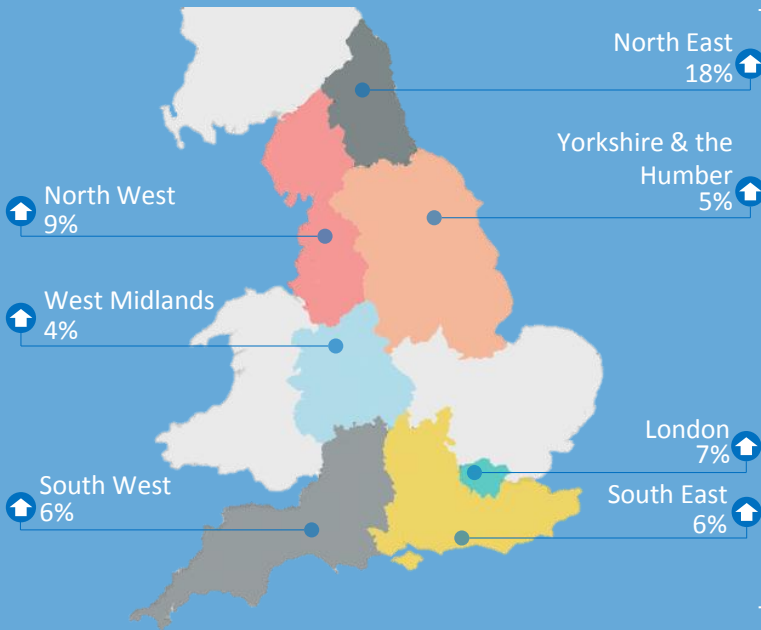 North East
18%
Yorkshire & the
Humber
5%
North West
9%
West Midlands
4%
London
7%
South West
6%
South East
6%